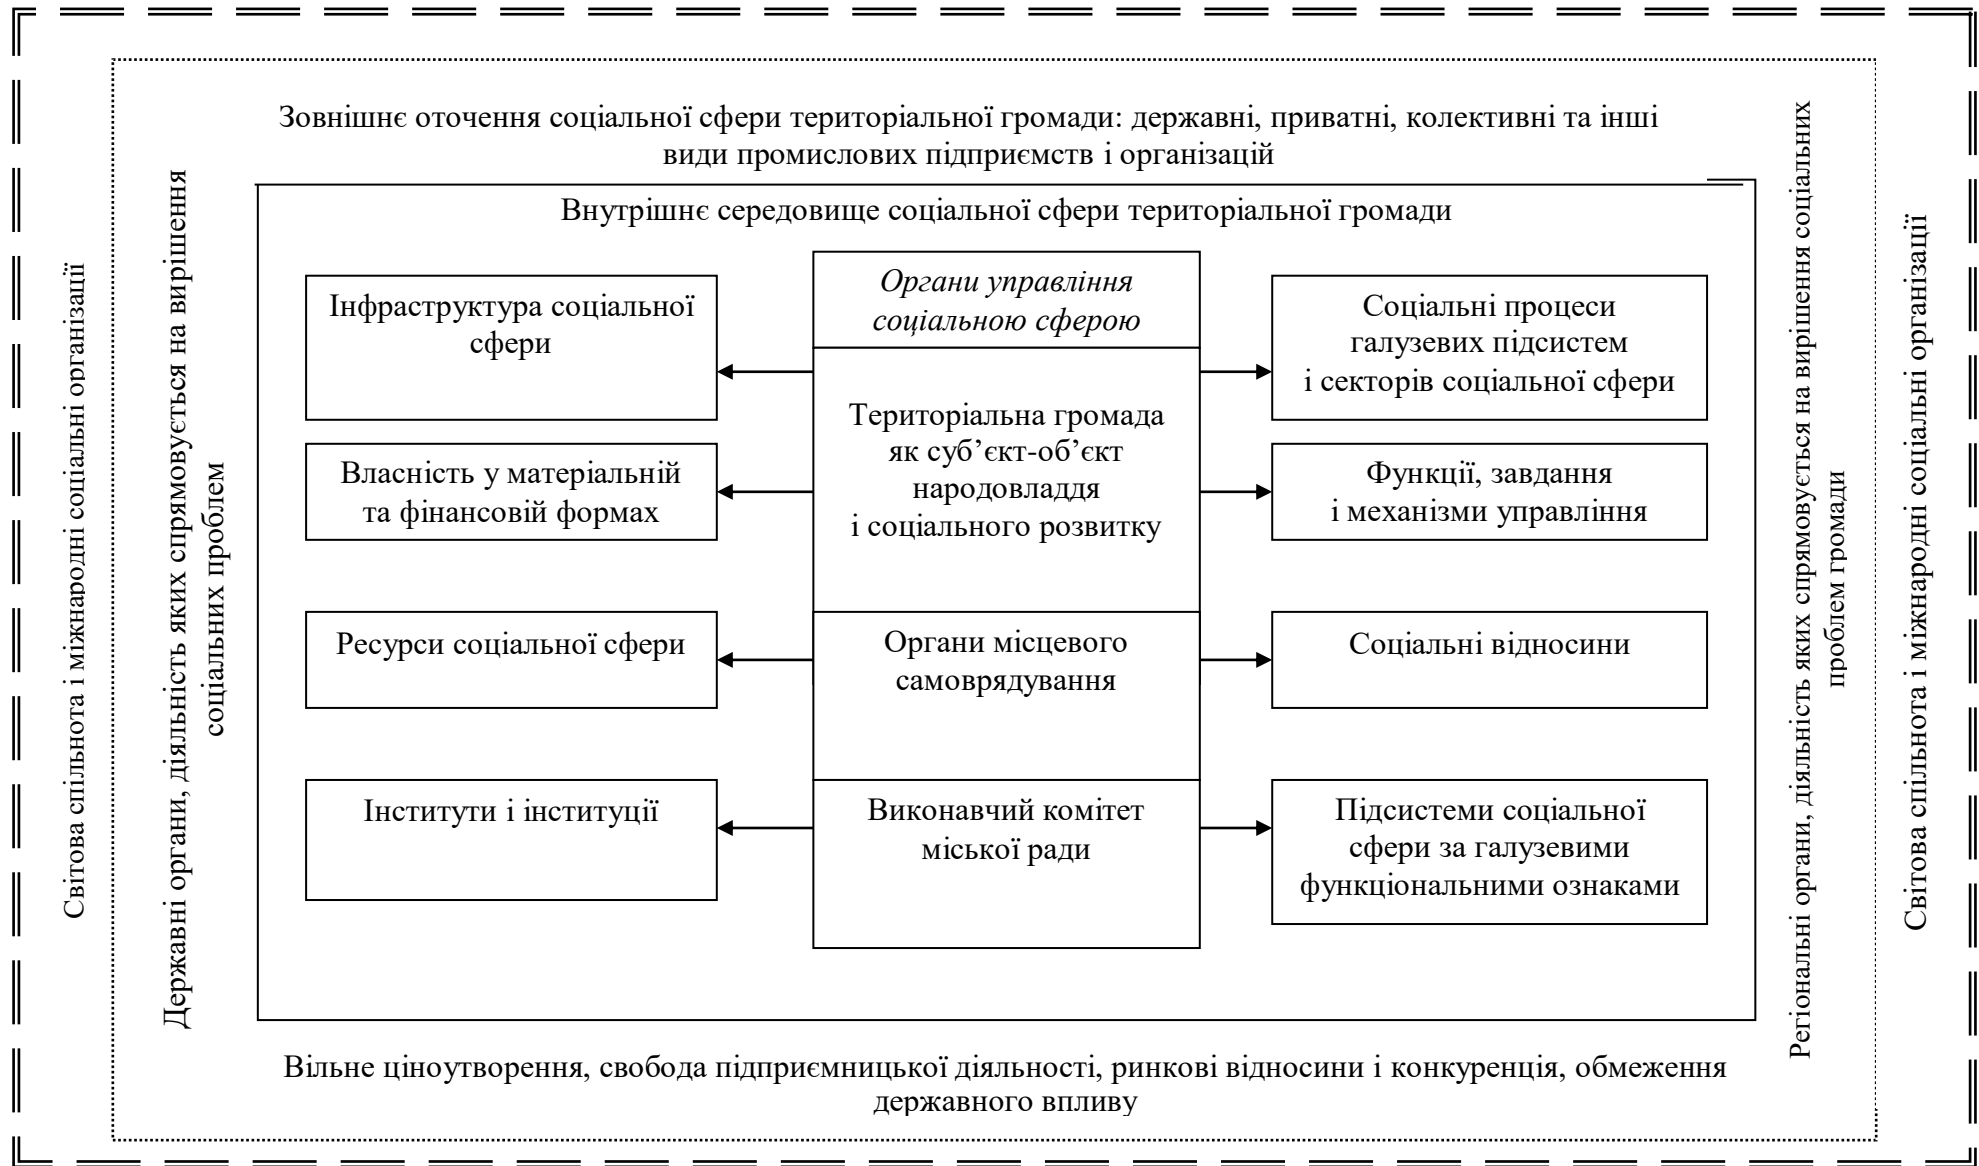 Зовнішнє оточення соціальної сфери територіальної громади: державні, приватні, колективні та інші
види промислових підприємств і організацій
Світова спільнота і міжнародні соціальні організації
Державні органи, діяльність яких спрямовується на вирішення
соціальних проблем
Внутрішнє середовище соціальної сфери територіальної громади
Інфраструктура соціальної
сфери
Власність у матеріальній
та фінансовій формах
Ресурси соціальної сфери
Інститути і інституції
Органи управління
соціальною сферою
Територіальна громада
як суб’єкт-об’єкт
народовладдя
і соціального розвитку
Органи місцевого
самоврядування
Виконавчий комітет
міської ради
Соціальні процеси
галузевих підсистем
і секторів соціальної сфери
Функції, завдання
і механізми управління
Соціальні відносини
Підсистеми соціальної
сфери за галузевими
функціональними ознаками
Регіональні органи, діяльність яких спрямовується на вирішення соціальних
проблем громади
Світова спільнота і міжнародні соціальні організації
Вільне ціноутворення, свобода підприємницької діяльності, ринкові відносини і конкуренція, обмеження
державного впливу